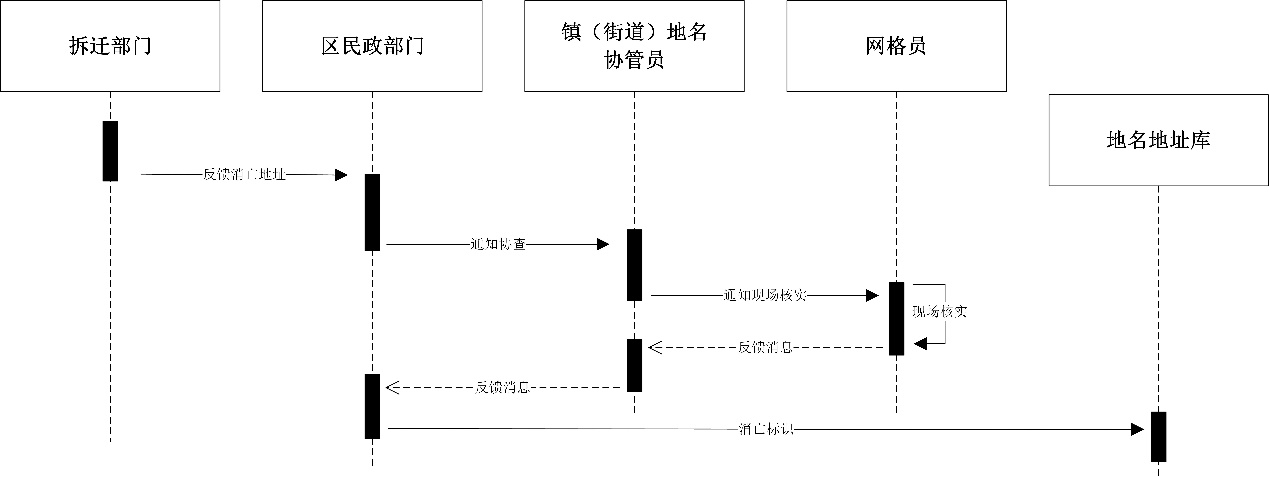 拆迁部门
区民政部门
镇（街道）地名
协管员
网格员
地名地址库
反馈消亡地址
通知协查
通知现场核实
现场核实
反馈消息
反馈消息
消亡标识